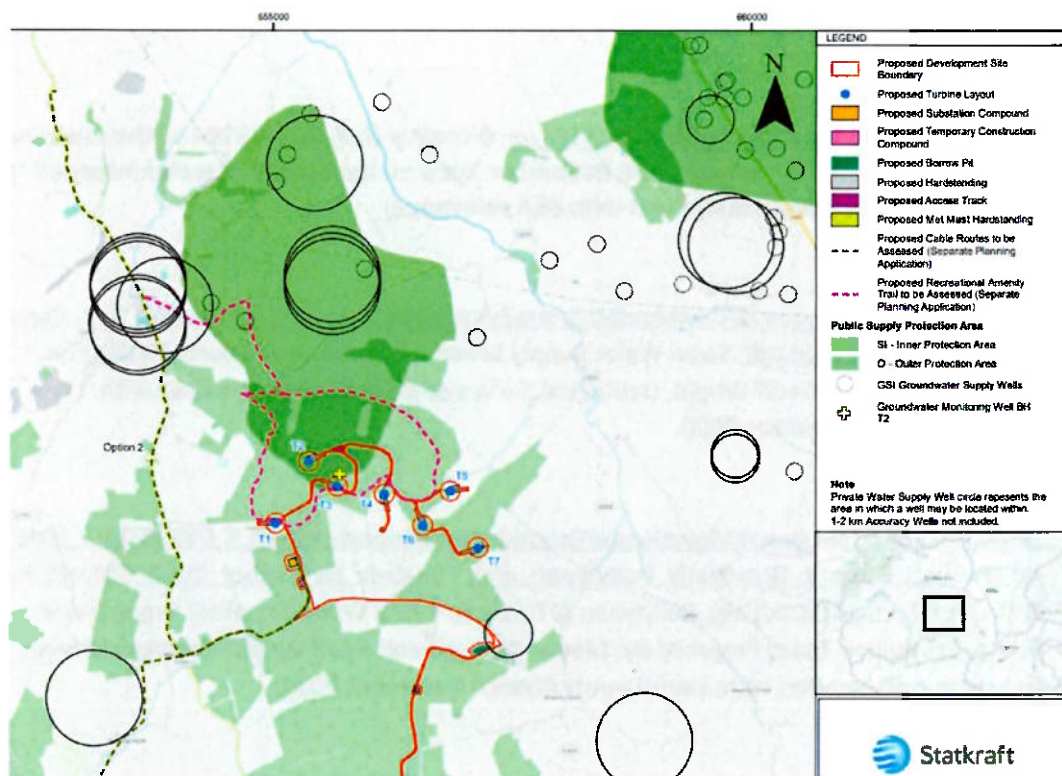 655000
660000
LEGEND
Proposed Development Site
Boundary
Proposed Turbine Layout
Proposed Substation Compound
Proposed Temporary Construction
Compound
Proposed Borrow Pit
Proposed Hardstanding
Proposed Access Track
Proposed Met Mast Hardstanding
Proposed Cable Routes to be
Assessed (Separate Planning
Application)
Proposed Recreational Amenity
Trail to be Assessed (Separate
Planning Application)
Public Supply Protection Area
SI - Inner Protection Area
O - Outer Protection Area
GSI Groundwater Supply Wells
Groundwater Monitoring Well BH
T2
Note
Private Water Supply Well circle represents the
area in which a well may be located within.
1-2 km Accuracy Wells not included.
N
Option 2
T2
T3
T4
T5
T1
T6
T7
Statkraft